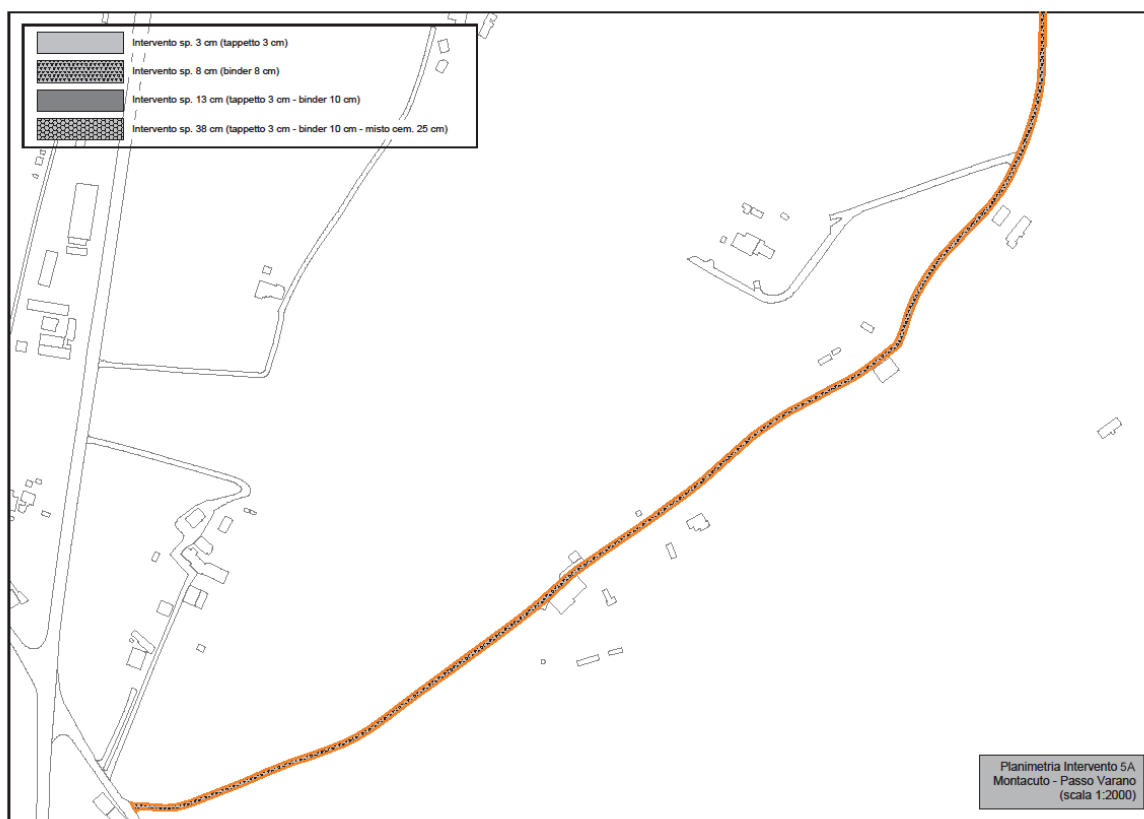 Intervento sp. 3 cm (tappetto 3 cm)
Intervento sp. 8 cm (binder 8 cm)
Intervento sp. 13 cm (tappetto 3 cm - binder 10 cm)
Intervento sp. 38 cm (tappetto 3 cm - binder 10 cm - misto cem. 25 cm)
Planimetria Intervento 5A
Montacuto - Passo Varano
(scala 1:2000)